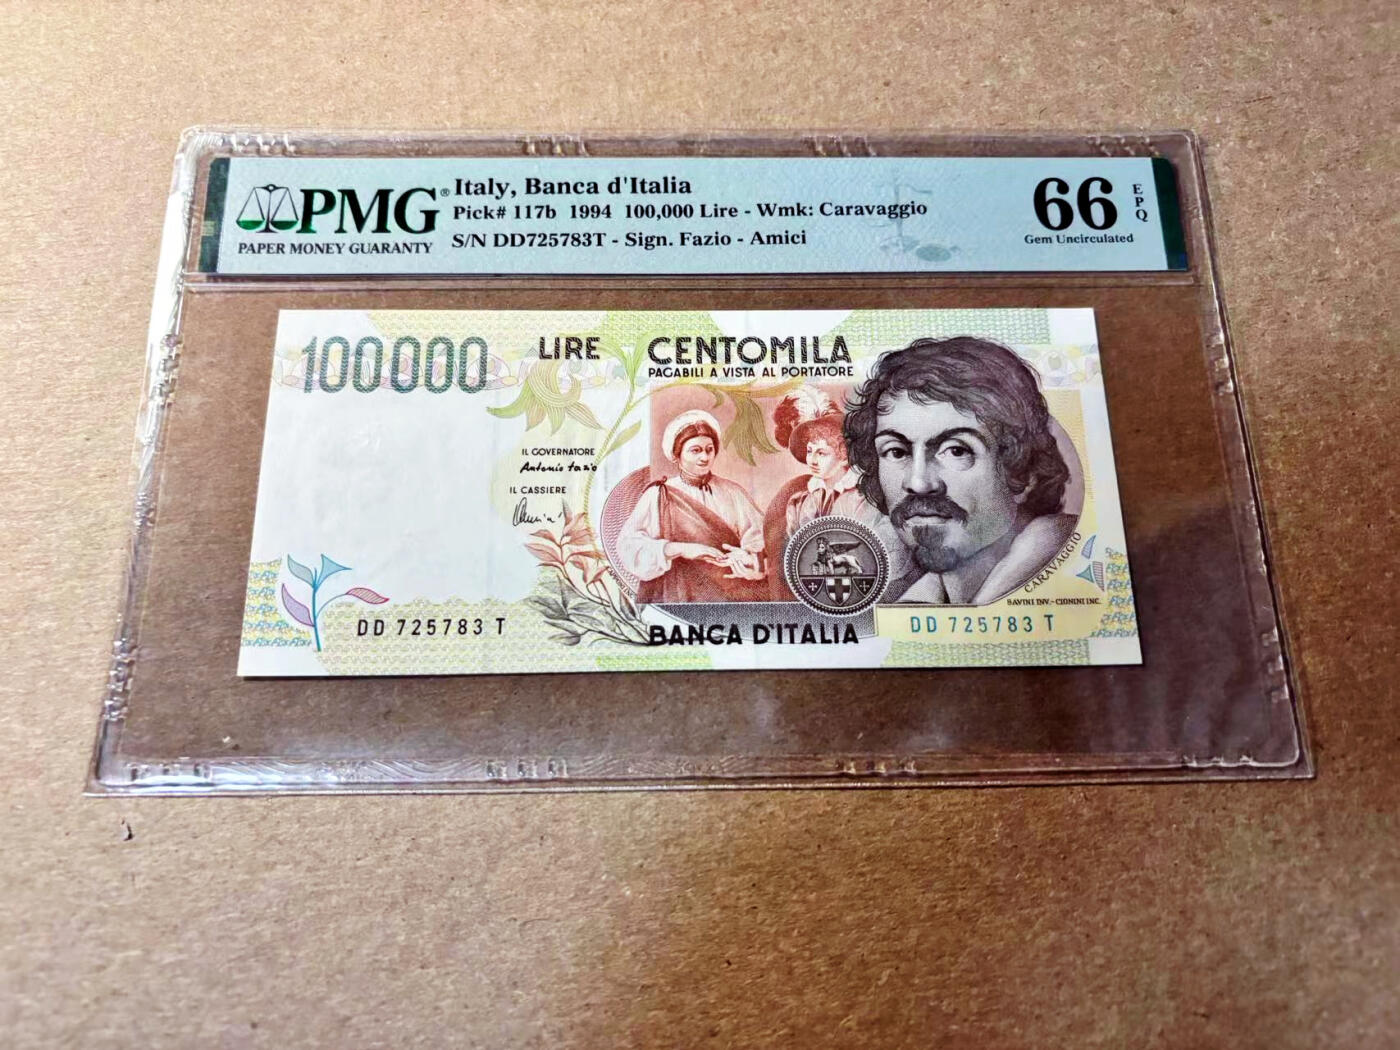 PMG®
PAPER MONEY GUARANTY
Italy, Banca d'Italia
Pick# 117b 1994 100,000 Lire - Wmk: Caravaggio
S/N DD725783T - Sign. Fazio - Amici
66
EPQ
Gem Uncirculated
100000
LIRE CENTOMILA
PAGABILI A VISTA AL PORTATORE
IL GOVERNATORE
Antonio Fazio
IL CASSIERE
CARAVAGGIO
SAVINI INV.-CIONINI INC.
DD 725783 T
BANCA D'ITALIA
DD 725783 T